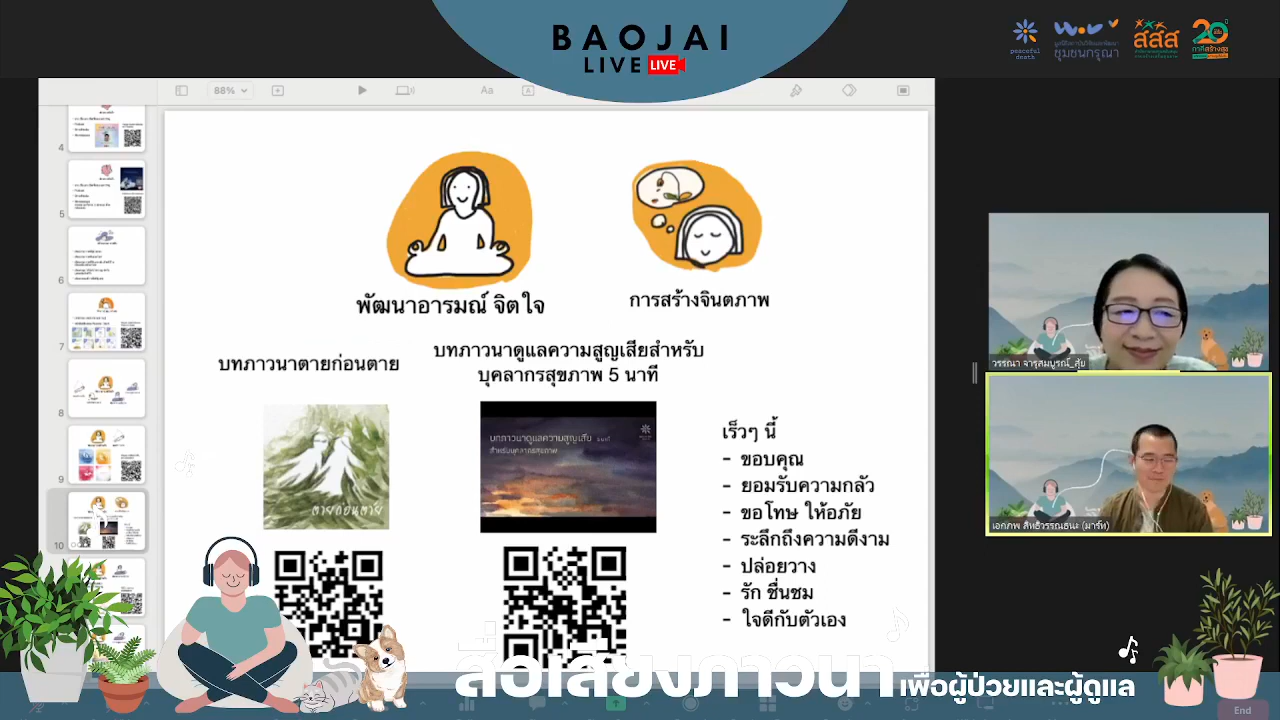 BAOJAI
LIVE LIVE
peaceful
death
ชุมชนกรุณา
สสส
20
88%
Aa
A
4
5
6
7
8
9
10
พัฒนาอารมณ์ จิตใจ
การสร้างจินตภาพ
บทภาวนาตายก่อนตาย
บทภาวนาดูแลความสูญเสียสำหรับ
บุคลากรสุขภาพ 5 นาที
ตายก่อนตาย
บทภาวนาดูแลความสูญเสีย
สำหรับบุคลากรสุขภาพ
เร็วๆ นี้
- ขอบคุณ
- ยอมรับความกลัว
- ขอโทษ ให้อภัย
- ระลึกถึงความดีงาม
- ปล่อยวาง
- รัก ชื่นชม
- ใจดีกับตัวเอง
วรรณา จารุสมบูรณ์_สุ้ย
เอกภพ สิทธิวรรณธนะ (มาร์ท)
สื่อเสียงภาวนา
เพื่อผู้ป่วยและผู้ดูแล
End